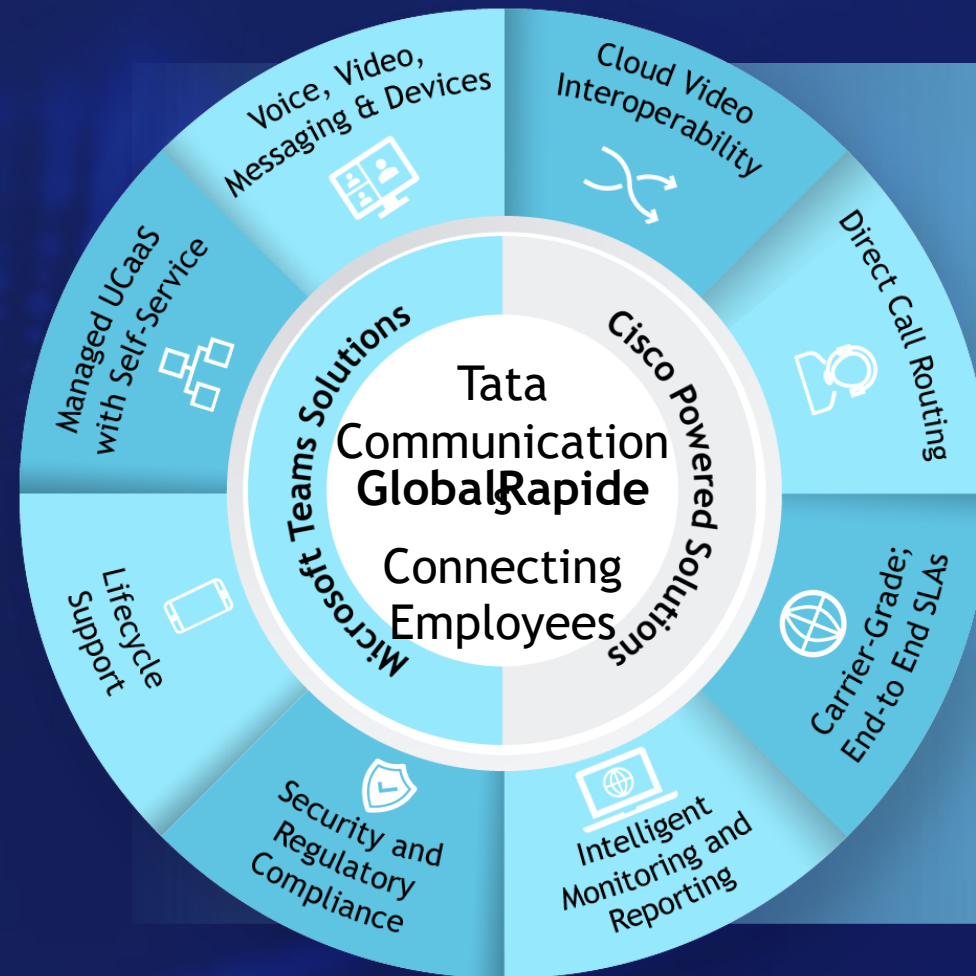 Voice, Video,
Messaging & Devices
Cloud Video
Interoperability
Direct Call Routing
Carrier-Grade;
End-to End SLAs
Intelligent
Monitoring and
Reporting
Security and
Regulatory
Compliance
Lifecycle
Support
Managed UCaaS
with Self-Service
Microsoft Teams Solutions
Cisco Powered Solutions
Tata
Communication
s
GlobalRapide
Connecting
Employees